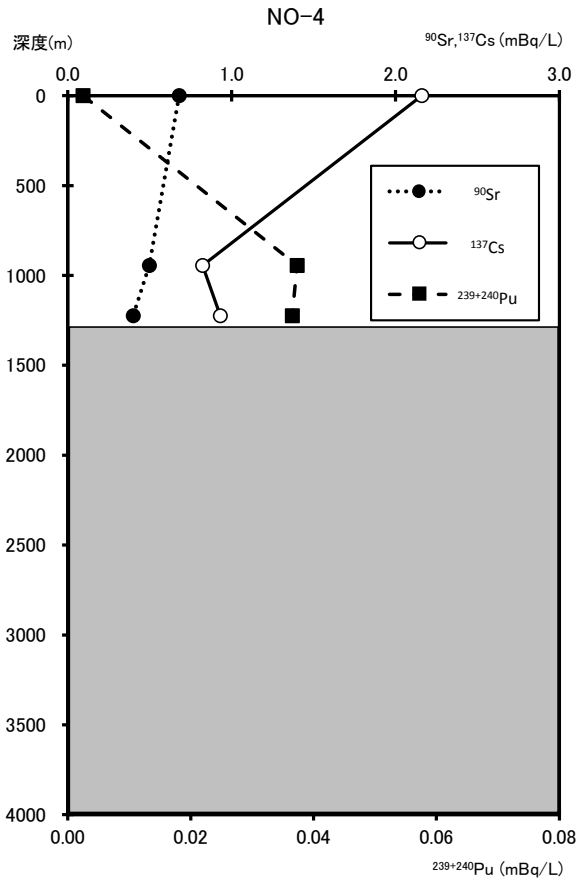 NO-4
深度(m)
⁹⁰Sr,¹³⁷Cs (mBq/L)
0.0 1.0 2.0 3.0
0
500
1000
1500
2000
2500
3000
3500
4000
⁹⁰Sr
¹³⁷Cs
²³⁹⁺²⁴⁰Pu
0.00 0.02 0.04 0.06 0.08
²³⁹⁺²⁴⁰Pu (mBq/L)